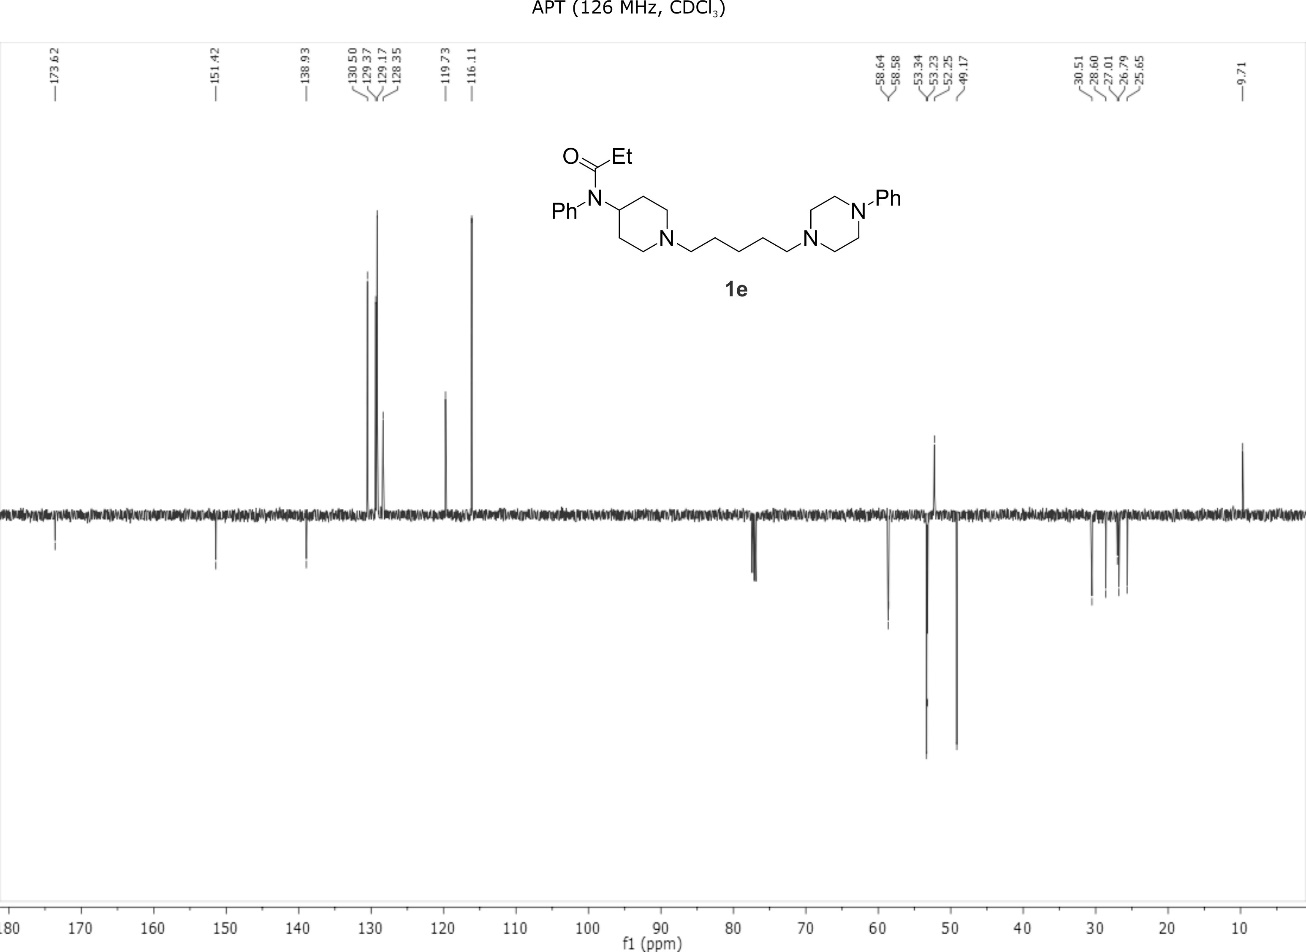 APT (126 MHz, CDCl₃)
173.62
151.42
138.93
130.50
129.37
129.17
128.35
119.73
116.11
58.64
58.58
53.34
53.23
52.25
49.17
30.51
28.60
27.01
26.79
25.65
9.71
O
Et
N
Ph
N
N
N
Ph
1e
180 170 160 150 140 130 120 110 100 90 80 70 60 50 40 30 20 10
f1 (ppm)